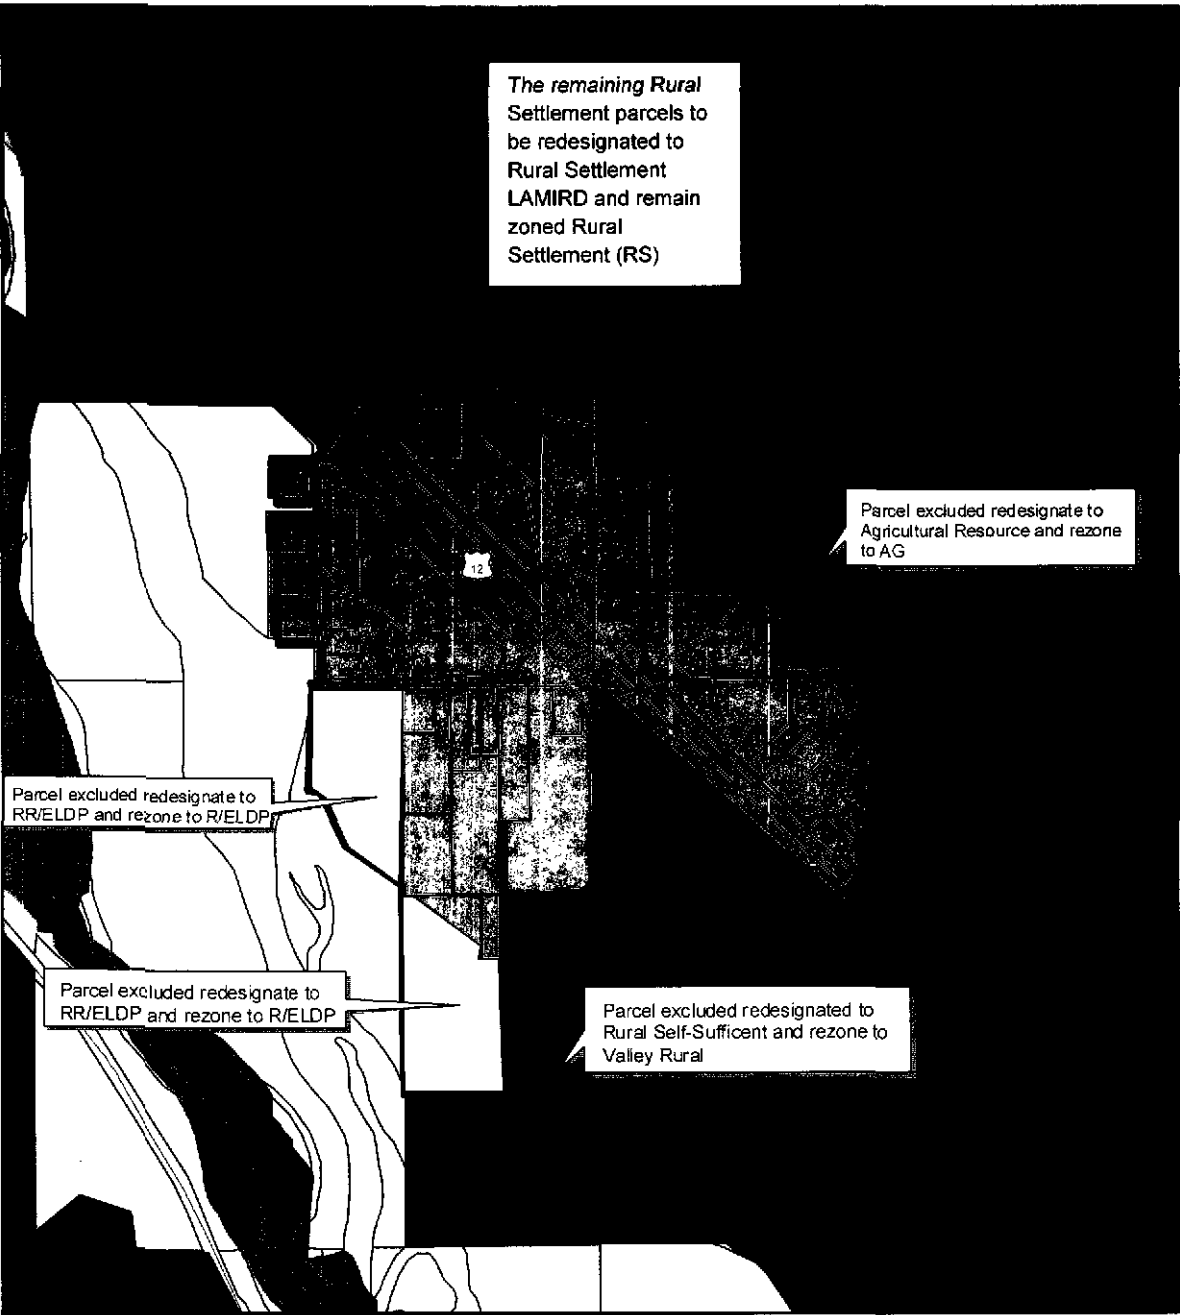 The remaining Rural
Settlement parcels to
be redesignated to
Rural Settlement
LAMIRD and remain
zoned Rural
Settlement (RS)
Parcel excluded redesignate to
Agricultural Resource and rezone
to AG
12
Parcel excluded redesignate to
RR/ELDP and rezone to R/ELDP
Parcel excluded redesignate to
RR/ELDP and rezone to R/ELDP
Parcel excluded redesignated to
Rural Self-Sufficent and rezone to
Valley Rural